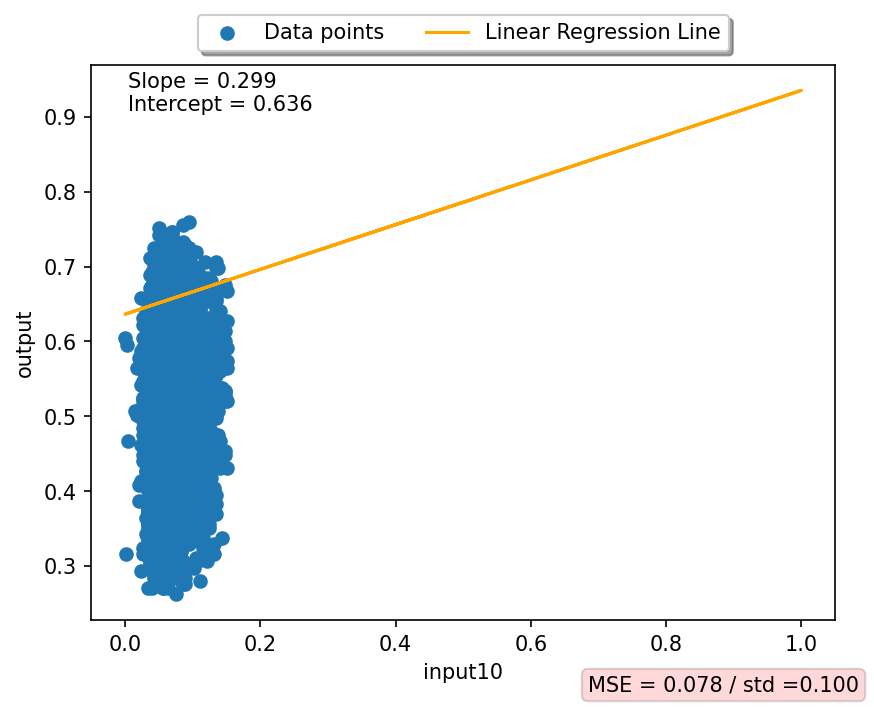 Data points Linear Regression Line
Slope = 0.299
Intercept = 0.636
0.9
0.8
0.7
0.6
0.5
0.4
0.3
output
0.0 0.2 0.4 0.6 0.8 1.0
input10
MSE = 0.078 / std =0.100